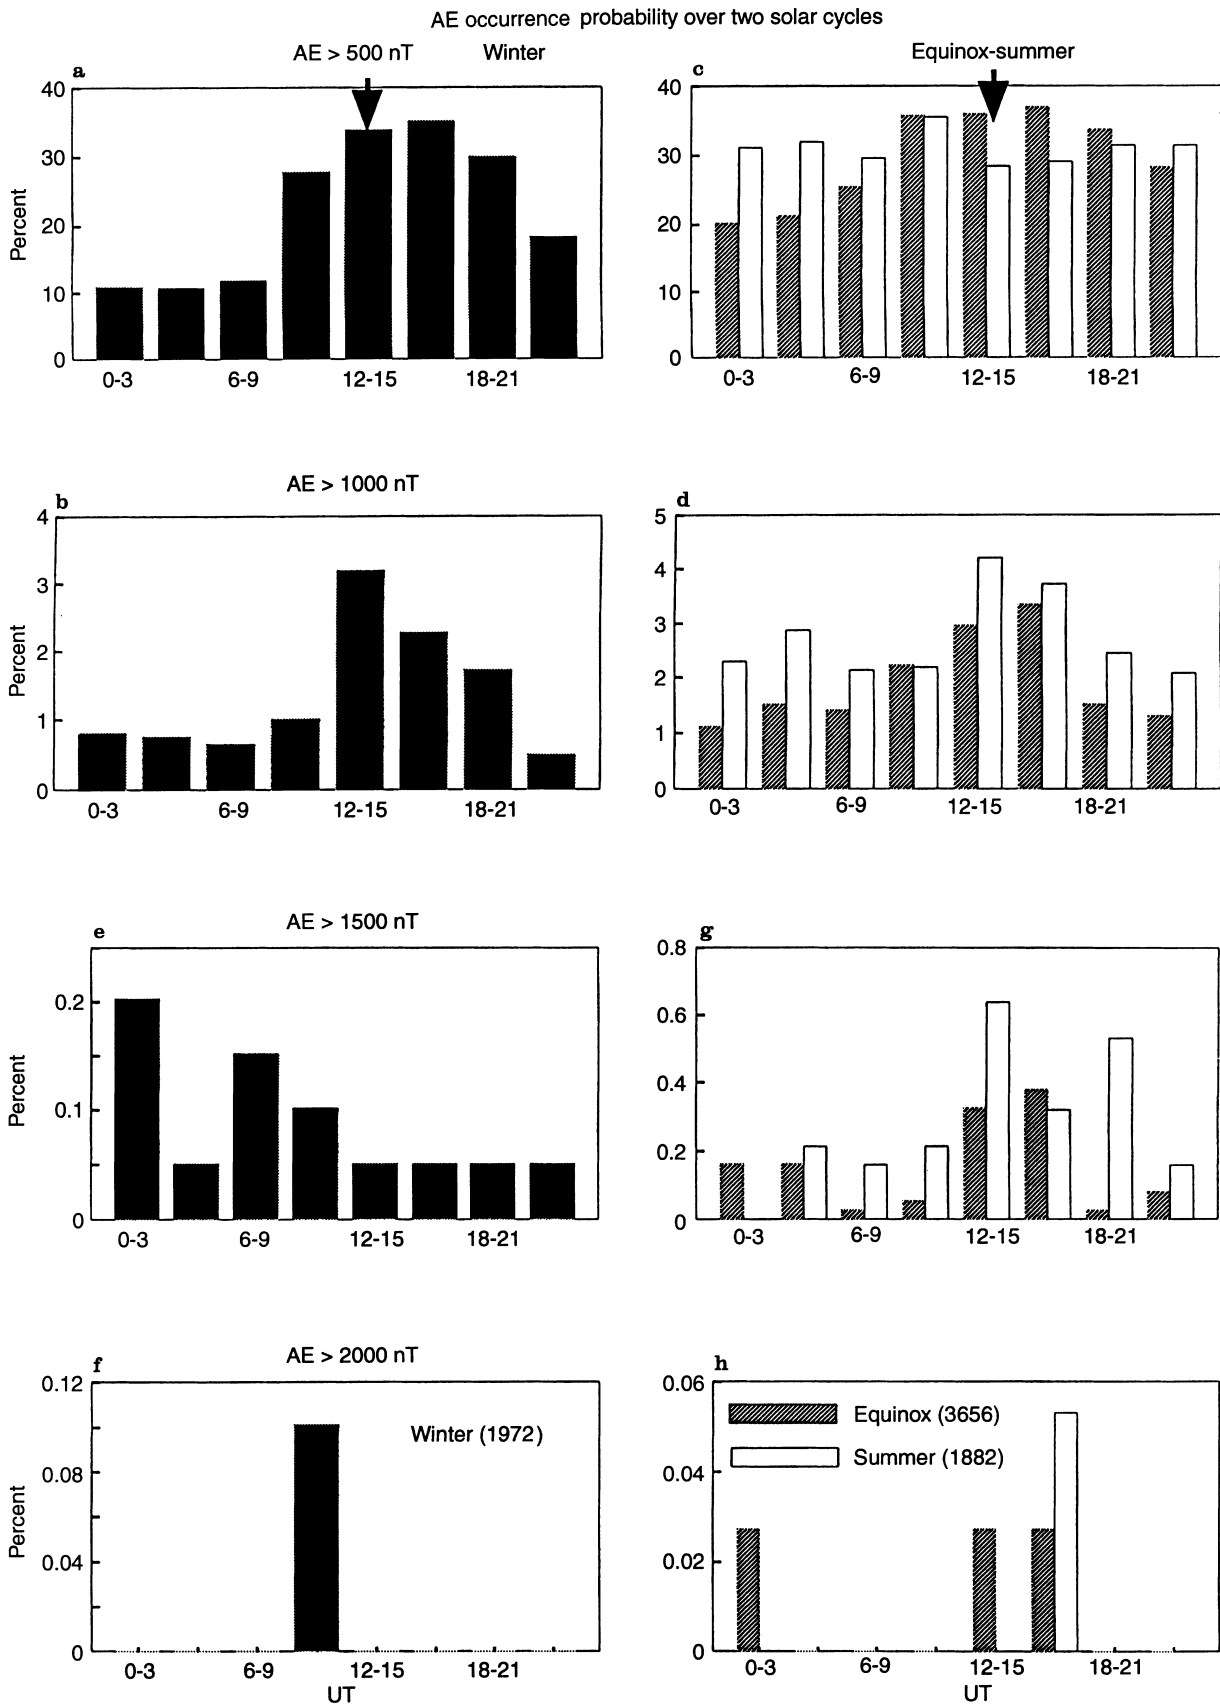 AE occurrence probability over two solar cycles
AE > 500 nT Winter
a
40
30
20
10
0
Percent
0-3 6-9 12-15 18-21
Equinox-summer
c
40
30
20
10
0
0-3 6-9 12-15 18-21
AE > 1000 nT
b
4
3
2
1
0
Percent
0-3 6-9 12-15 18-21
d
5
4
3
2
1
0
0-3 6-9 12-15 18-21
AE > 1500 nT
e
0.2
0.1
0
Percent
0-3 6-9 12-15 18-21
g
0.8
0.6
0.4
0.2
0
0-3 6-9 12-15 18-21
AE > 2000 nT
f
0.12
0.08
0.04
0
Percent
Winter (1972)
0-3 6-9 12-15 18-21
UT
h
0.06
0.04
0.02
0
Equinox (3656)
Summer (1882)
0-3 6-9 12-15 18-21
UT